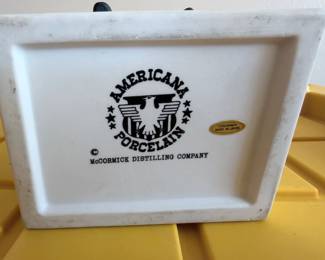 AMERICANA
PORCELAIN
©
McCORMICK DISTILLING COMPANY